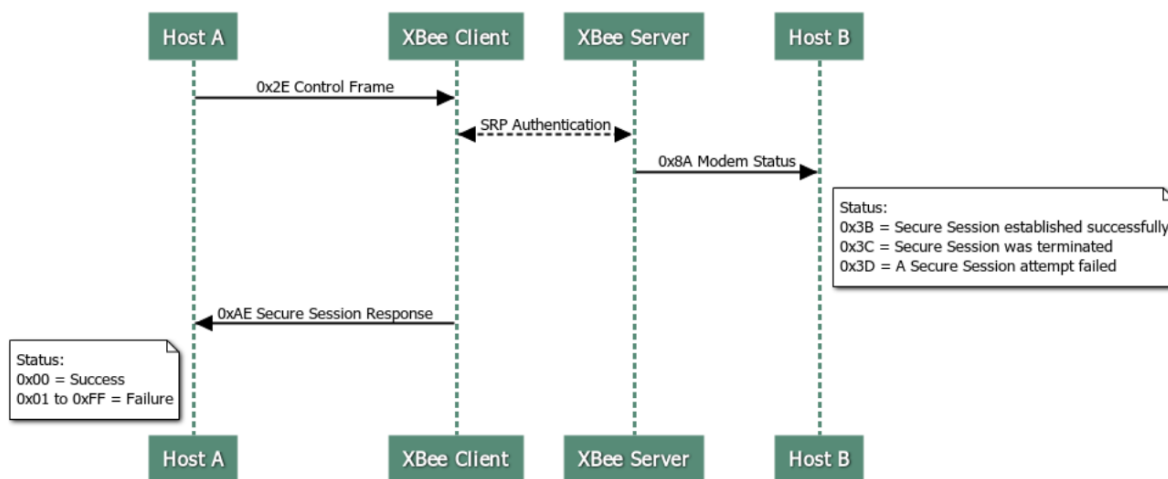 Host A
XBee Client
XBee Server
Host B
0x2E Control Frame
SRP Authentication
0x8A Modem Status
Status:
0x3B = Secure Session established successfully
0x3C = Secure Session was terminated
0x3D = A Secure Session attempt failed
0xAE Secure Session Response
Status:
0x00 = Success
0x01 to 0xFF = Failure
Host A
XBee Client
XBee Server
Host B